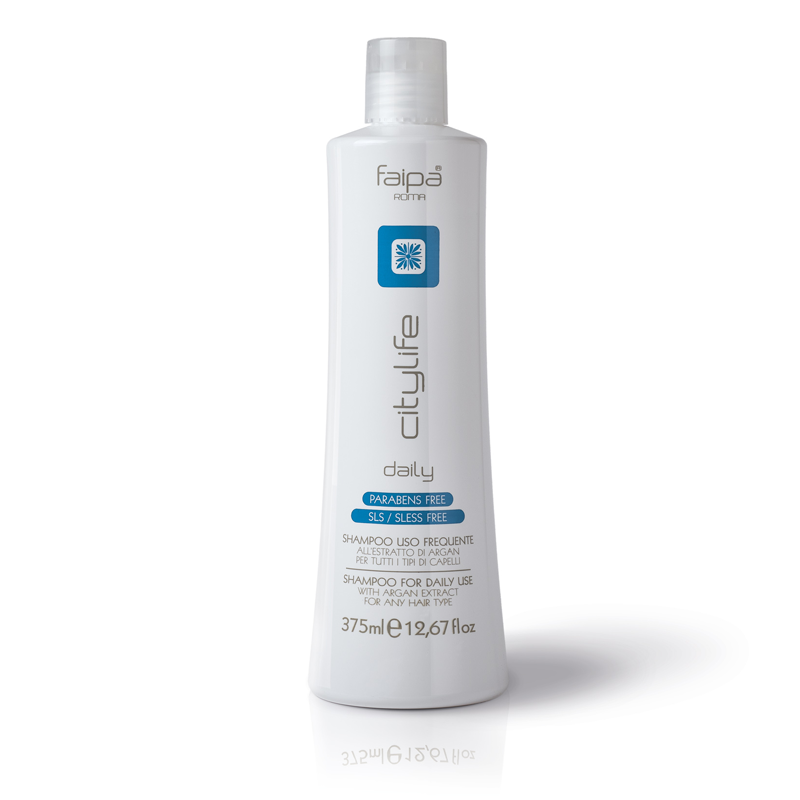 faipa®
ROMA
citylife
daily
PARABENS FREE
SLS / SLESS FREE
SHAMPOO USO FREQUENTE
ALL'ESTRATTO DI ARGAN
PER TUTTI I TIPI DI CAPELLI
SHAMPOO FOR DAILY USE
WITH ARGAN EXTRACT
FOR ANY HAIR TYPE
375ml e 12,67 fl oz